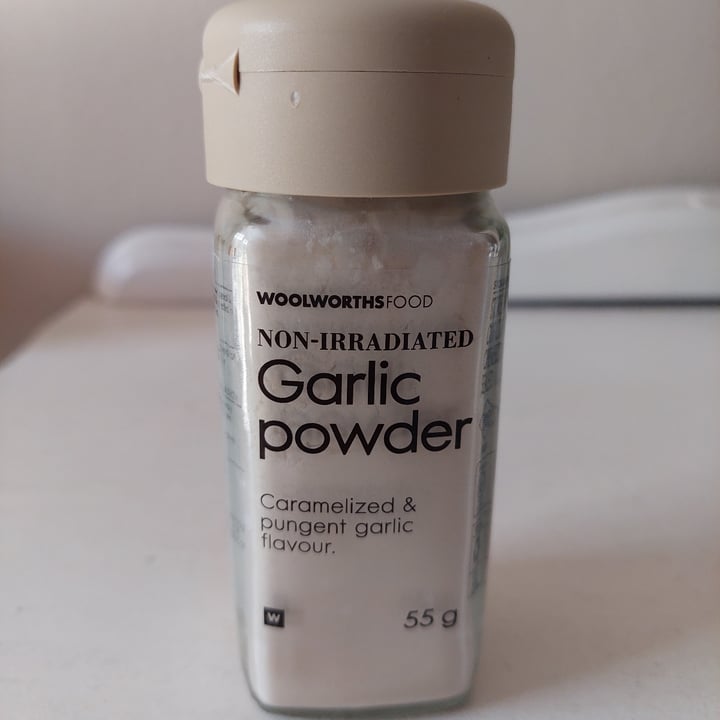 WOOLWORTHSFOOD
NON-IRRADIATED
Garlic
powder
Caramelized &
pungent garlic
flavour.
W
55 g